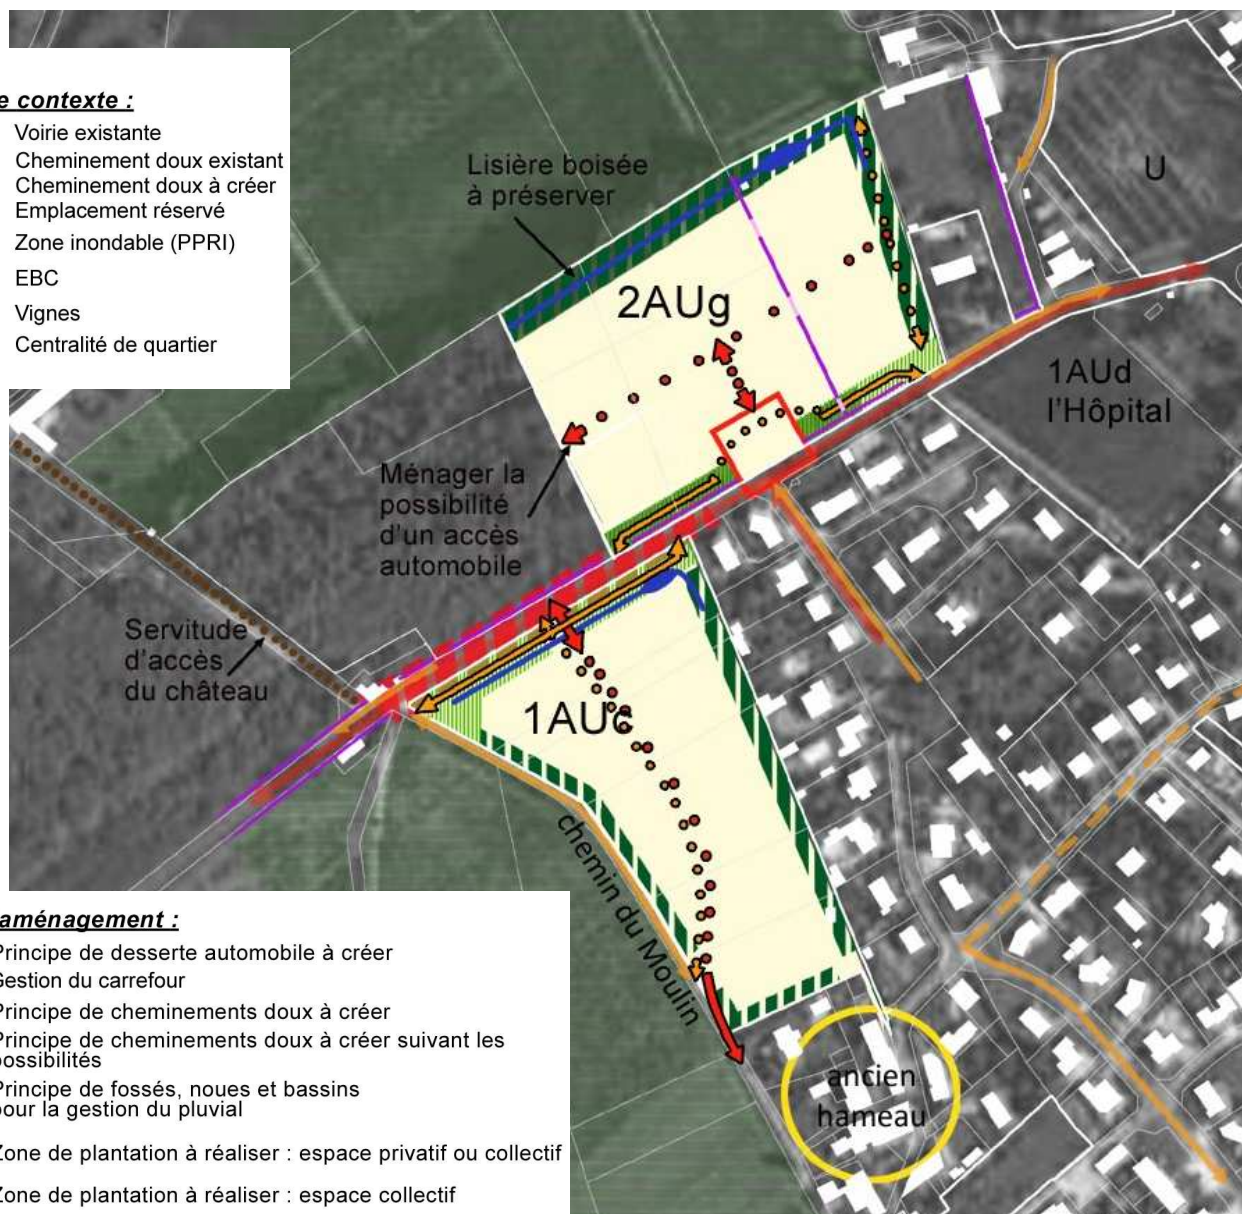 e contexte :
Voirie existante
Cheminement doux existant
Cheminement doux à créer
Emplacement réservé
Zone inondable (PPRI)
EBC
Vignes
Centralité de quartier
Lisière boisée
à préserver
U
2AUg
1AUd
l'Hôpital
Ménager la
possibilité
d'un accès
automobile
Servitude
d'accès
du château
1AUc
chemin du Moulin
ancien
hameau
aménagement :
Principe de desserte automobile à créer
Gestion du carrefour
Principe de cheminements doux à créer
Principe de cheminements doux à créer suivant les
possibilités
Principe de fossés, noues et bassins
pour la gestion du pluvial
Zone de plantation à réaliser : espace privatif ou collectif
Zone de plantation à réaliser : espace collectif